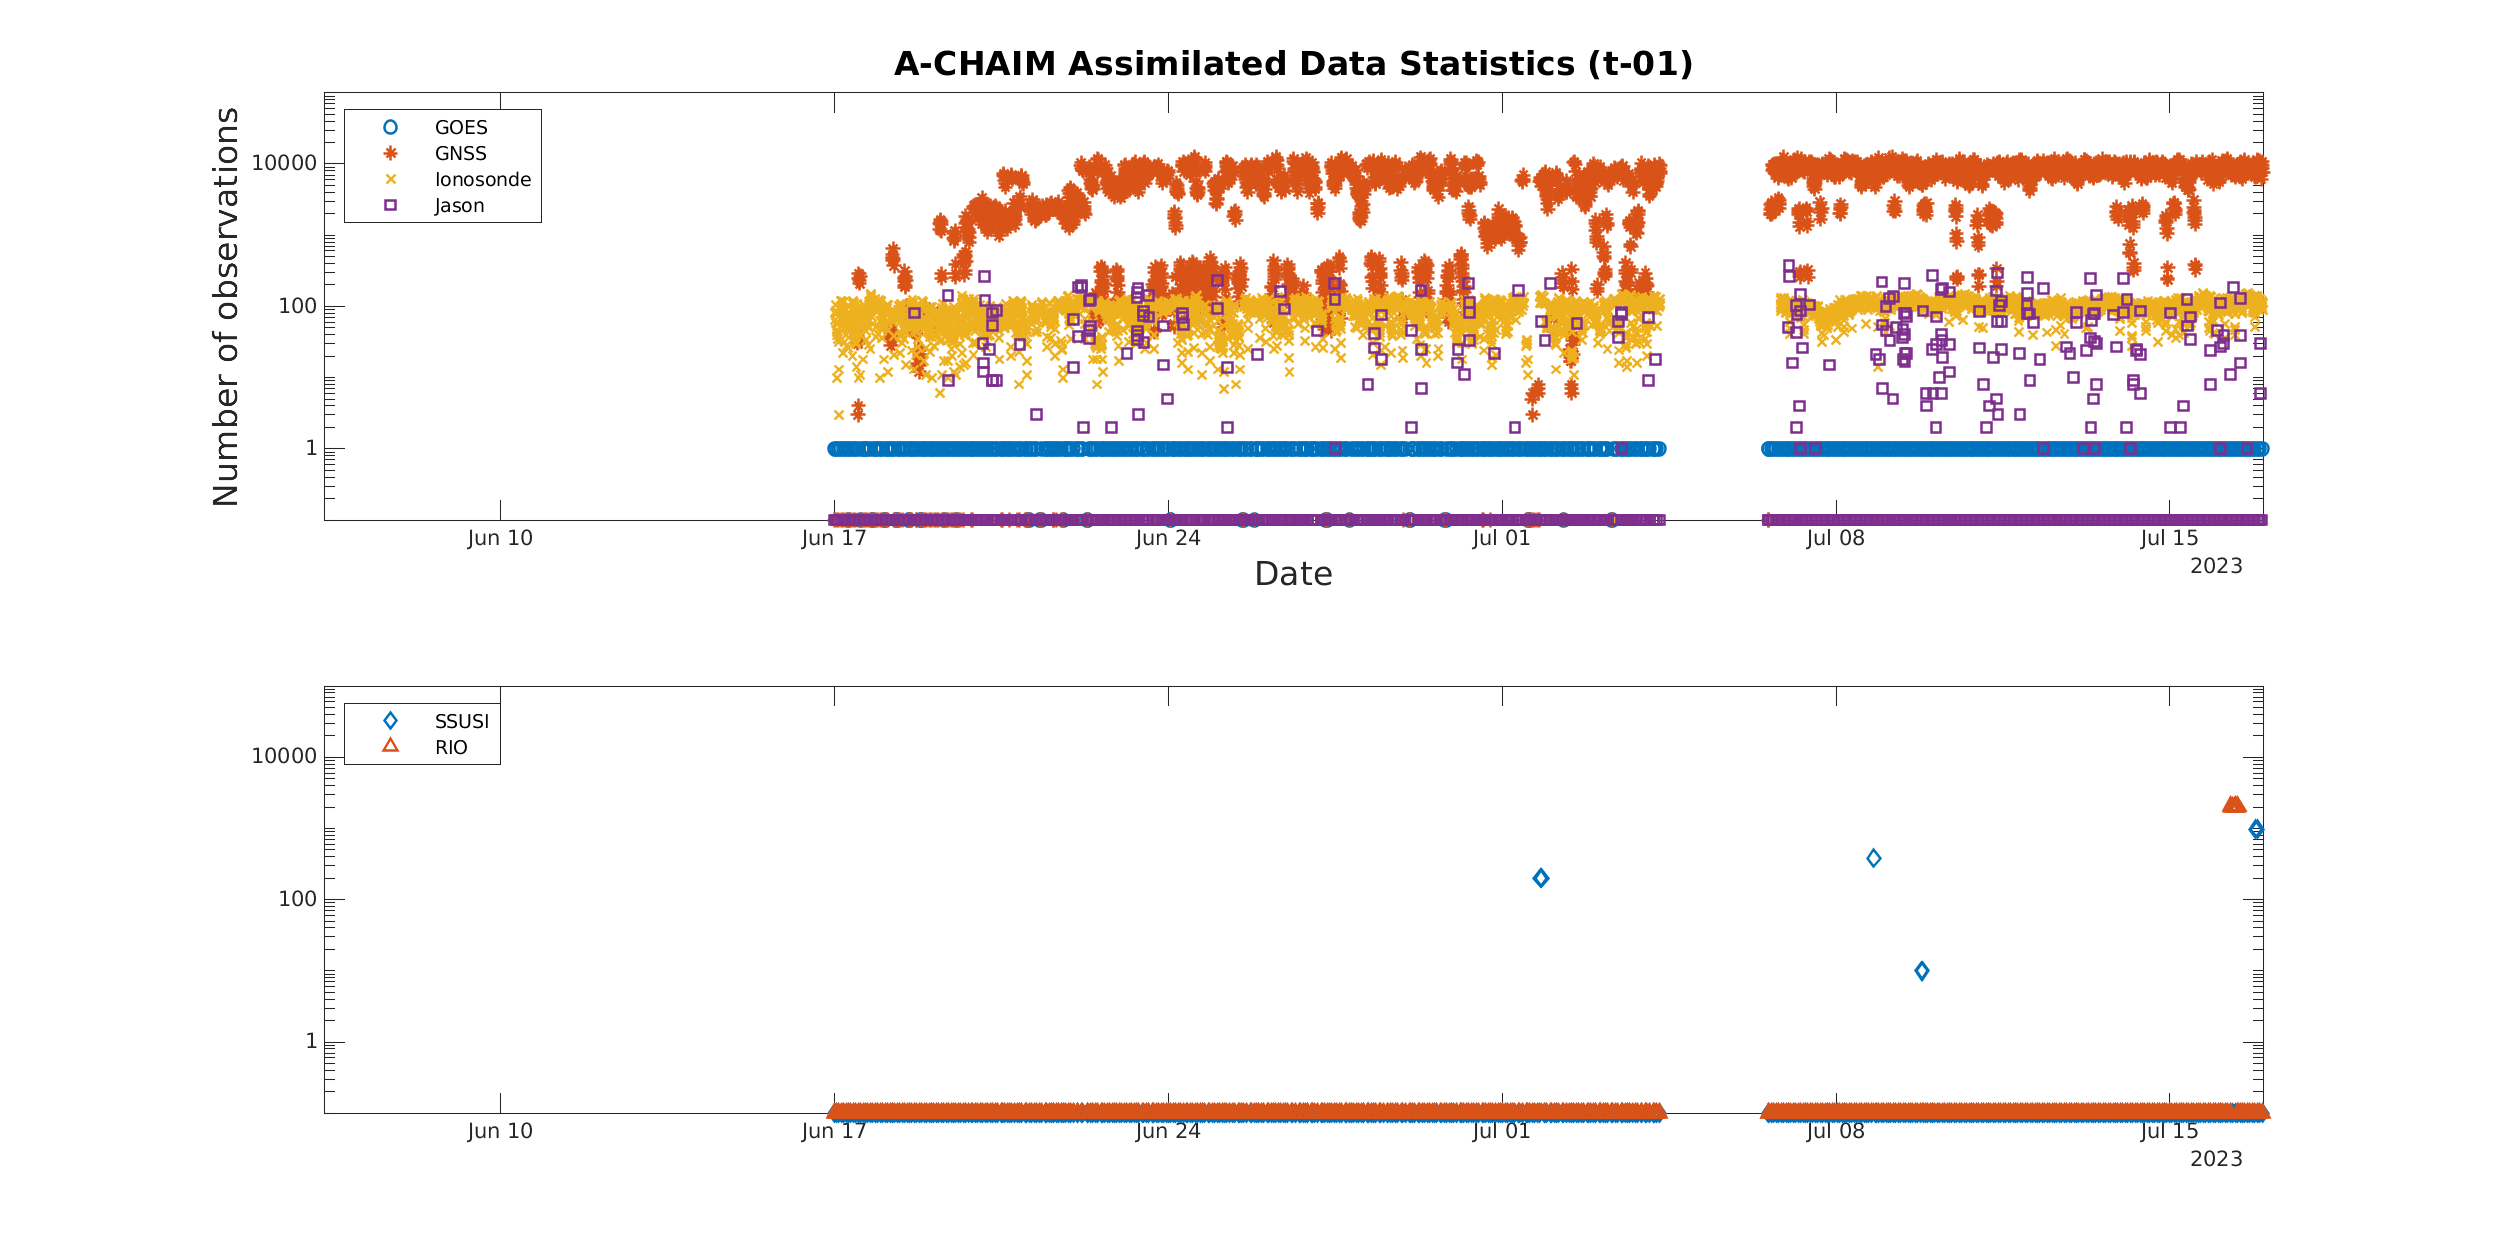 A-CHAIM Assimilated Data Statistics (t-01)
Number of observations
GOES
GNSS
Ionosonde
Jason
10000
100
1
Jun 10
Jun 17
Jun 24
Jul 01
Jul 08
Jul 15
2023
Date
SSUSI
RIO
10000
100
1
Jun 10
Jun 17
Jun 24
Jul 01
Jul 08
Jul 15
2023